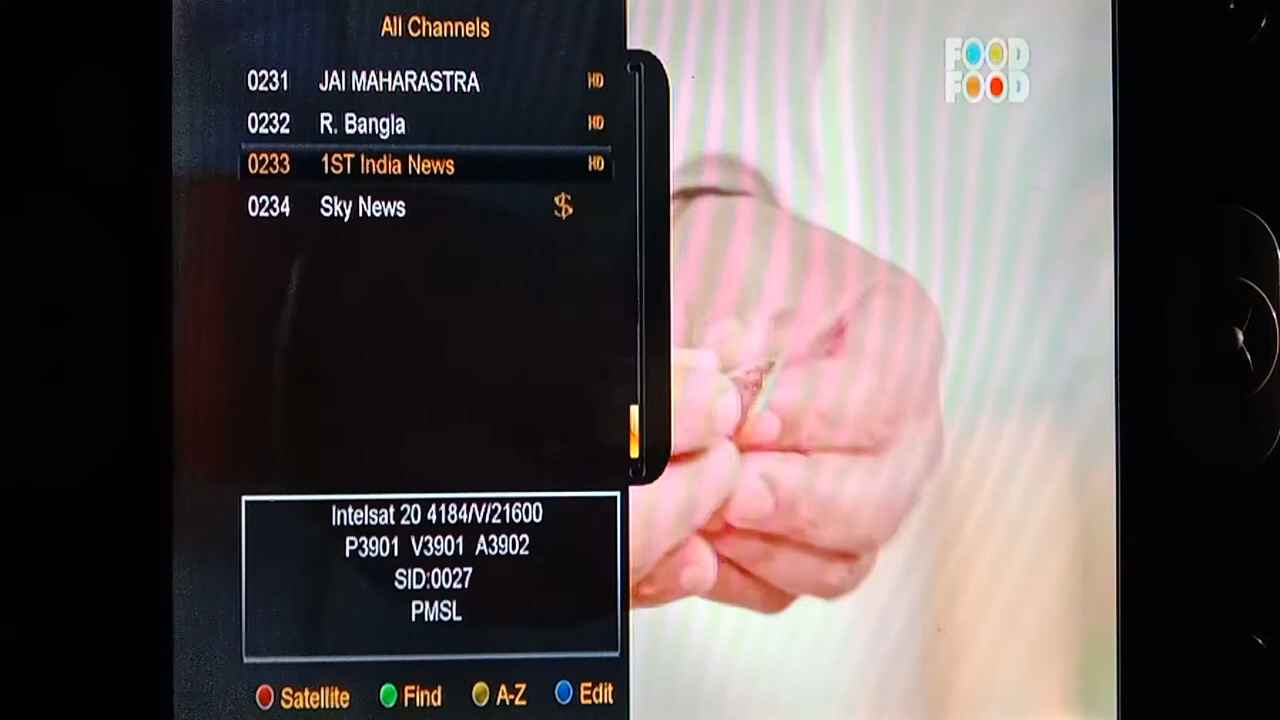 All Channels
0231 JAI MAHARASTRA HD
0232 R. Bangla HD
0233 1ST India News HD
0234 Sky News $
FOOD
FOOD
Intelsat 20 4184/V/21600
P3901 V3901 A3902
SID:0027
PMSL
Satellite Find A-Z Edit